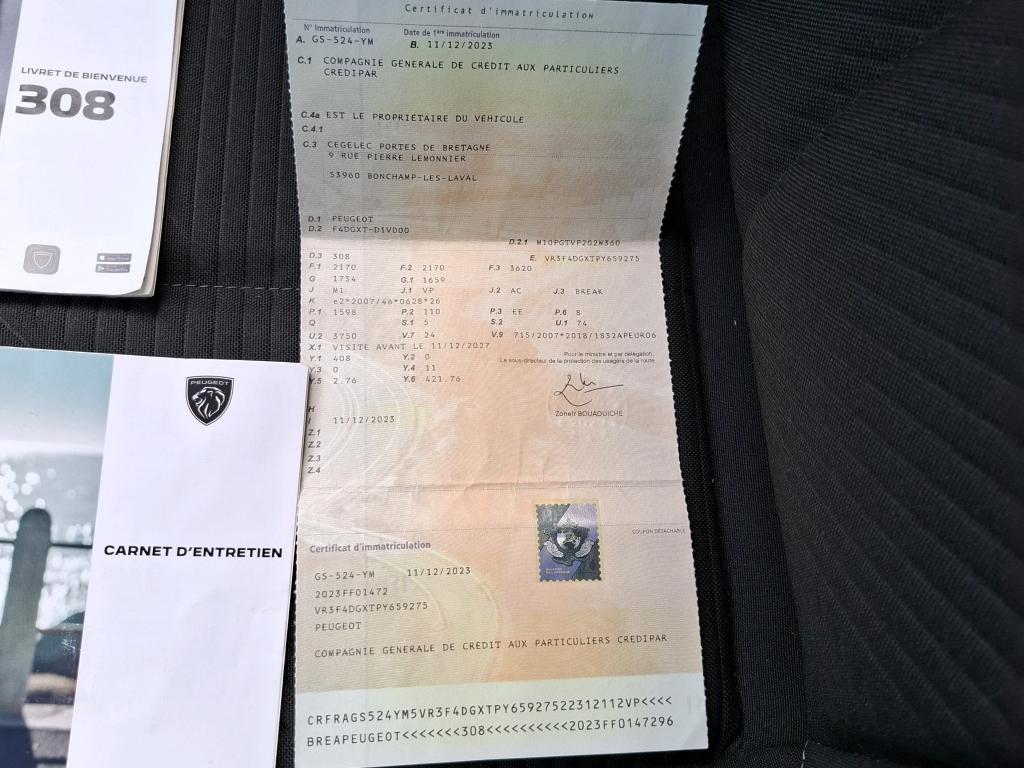 LIVRET DE BIENVENUE
308
PEUGEOT
CARNET D'ENTRETIEN
Certificat d'immatriculation
N° Immatriculation Date de 1ère immatriculation
A. GS-524-YM B. 11/12/2023
C.1 COMPAGNIE GENERALE DE CREDIT AUX PARTICULIERS
CREDIPAR
C.4a EST LE PROPRIÉTAIRE DU VÉHICULE
C.4.1
C.3 CEGELEC PORTES DE BRETAGNE
9 RUE PIERRE LEMONNIER
53960 BONCHAMP-LES-LAVAL
D.1 PEUGEOT
D.2 F4DGXT-D1V000
D.2.1 M10PGTVP202W360
D.3 308 E. VR3F4DGXTPY659275
F.1 2170 F.2 2170 F.3 3620
G 1734 G.1 1659
J M1 J.1 VP J.2 AC J.3 BREAK
K e2*2007/46*0628*26
P.1 1598 P.2 110 P.3 EE P.6 8
Q S.1 5 S.2 U.1 74
U.2 3750 V.7 24 V.9 715/2007*2018/1832APEURO6
X.1 VISITE AVANT LE 11/12/2027
Pour le ministre et par délégation,
Le sous-directeur de la protection des usagers de la route
Y.1 408 Y.2 0
Y.3 0 Y.4 11
Y.5 2.76 Y.6 421.76
Zoheir BOUAOUICHE
H
I 11/12/2023
Z.1
Z.2
Z.3
Z.4
COUPON DÉTACHABLE
Certificat d'immatriculation
GS-524-YM 11/12/2023
2023FF01472
VR3F4DGXTPY659275
PEUGEOT
COMPAGNIE GENERALE DE CREDIT AUX PARTICULIERS CREDIPAR
CRFRAGS524YM5VR3F4DGXTPY65927522312112VP<<<<
BREAPEUGEOT<<<<<<<308<<<<<<<<<<2023FF0147296